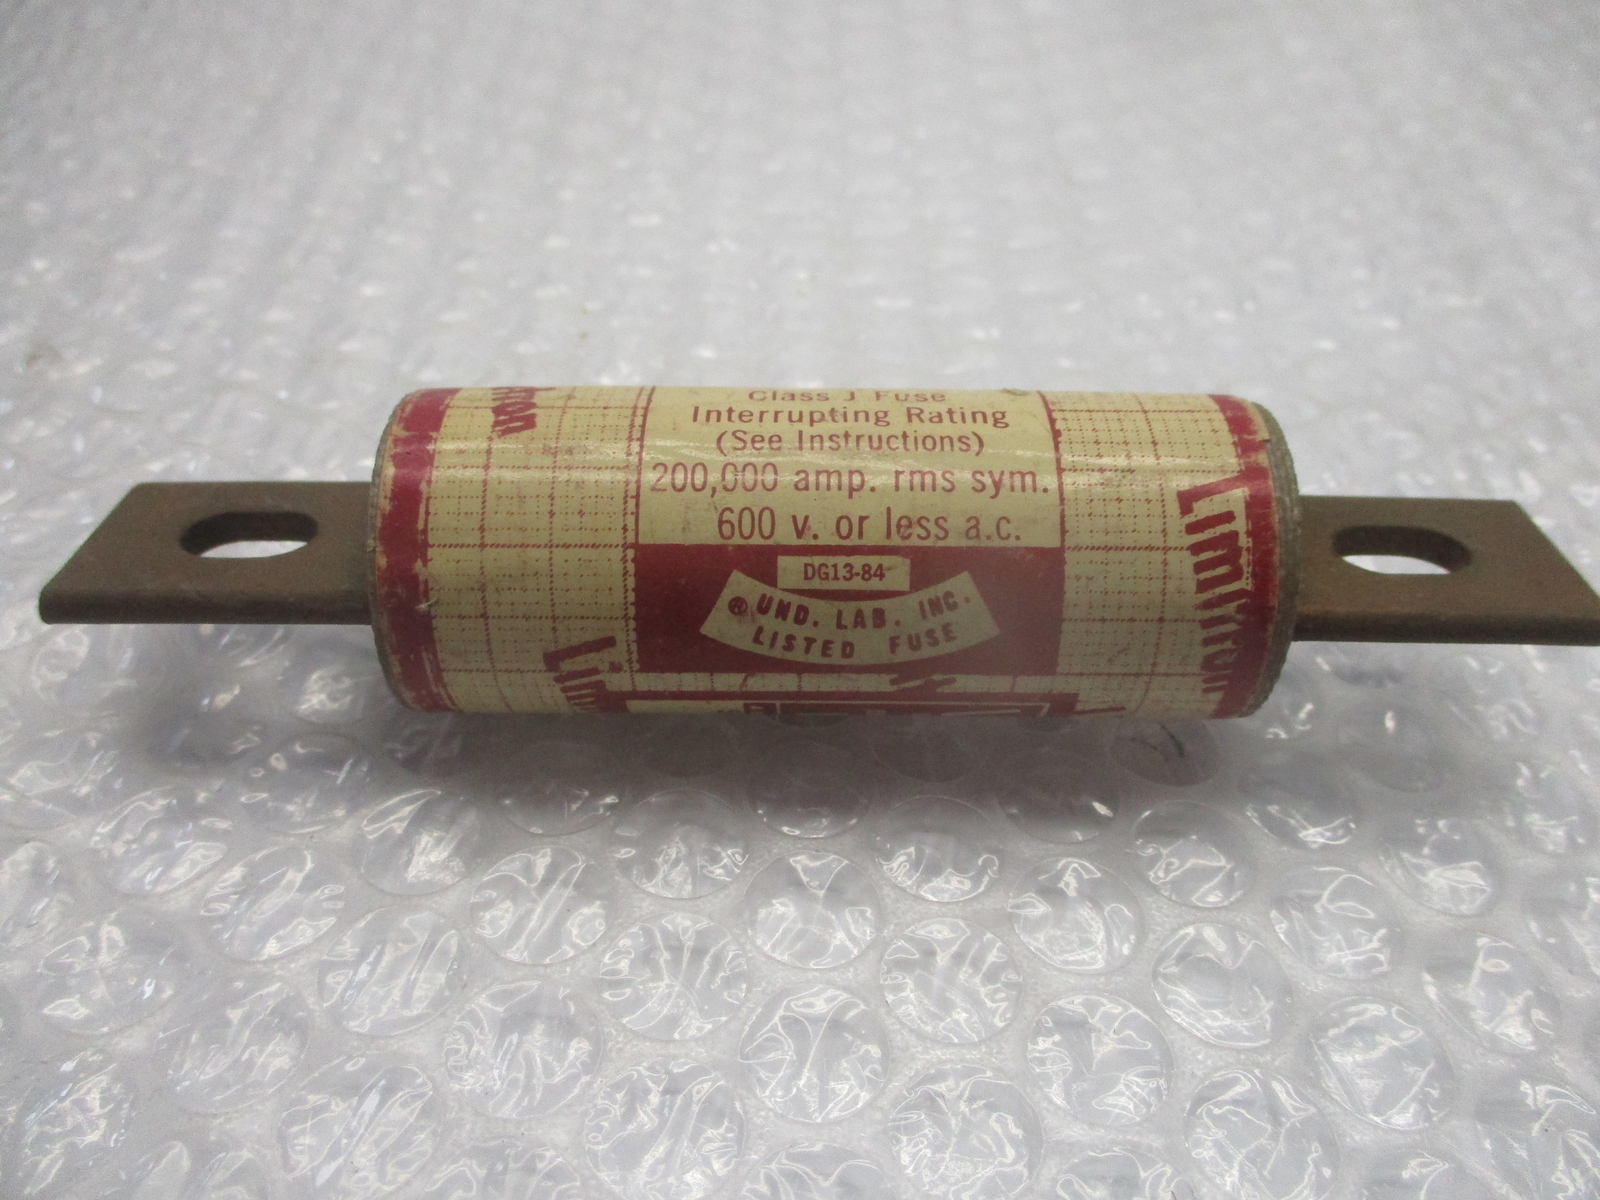 Class J Fuse
Interrupting Rating
(See Instructions)
200,000 amp. rms sym.
600 v. or less a.c.
DG13-84
® UND. LAB. INC.
LISTED FUSE
Limitron